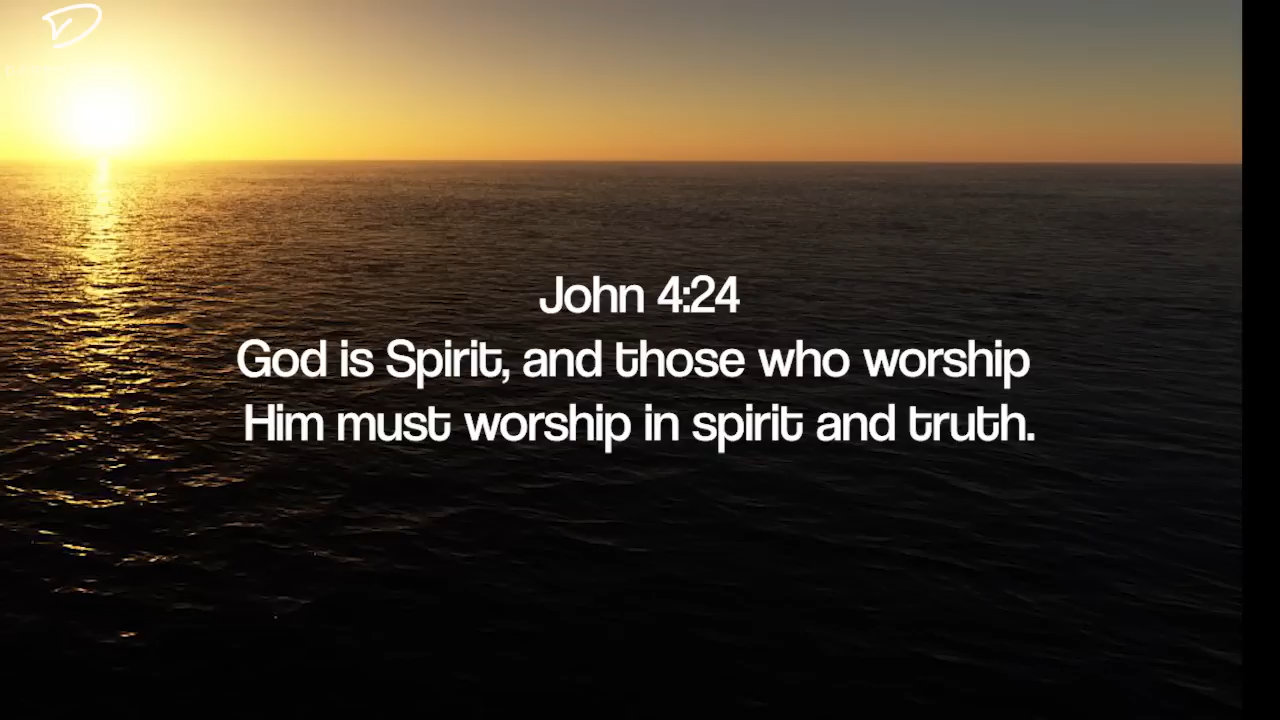 John 4:24
God is Spirit, and those who worship
Him must worship in spirit and truth.